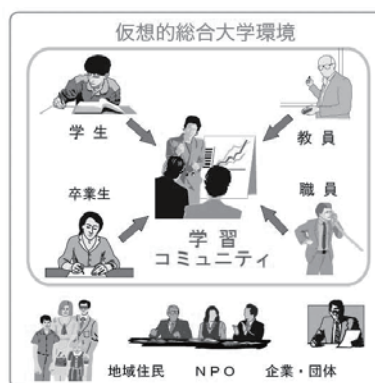 仮想的総合大学環境
学生
教員
卒業生
職員
学習
コミュニティ
地域住民 NPO 企業・団体